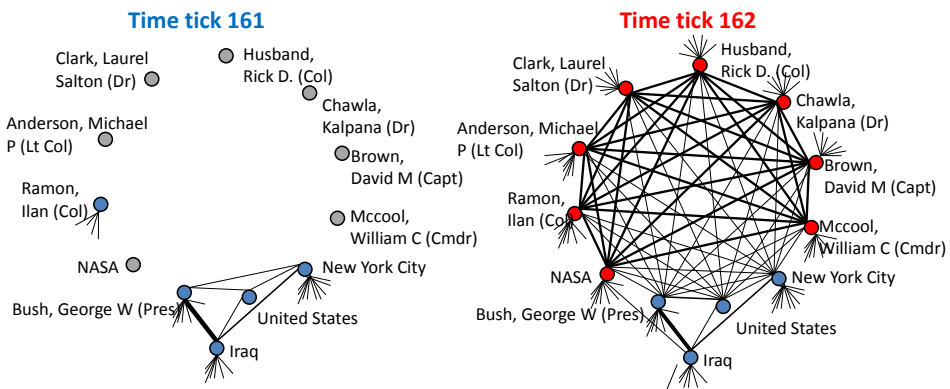 Time tick 161
Husband,
Rick D. (Col)
Clark, Laurel
Salton (Dr)
Chawla,
Kalpana (Dr)
Anderson, Michael
P (Lt Col)
Brown,
David M (Capt)
Ramon,
Ilan (Col)
Mccool,
William C (Cmdr)
NASA
New York City
Bush, George W (Pres)
United States
Iraq
Time tick 162
Husband,
Rick D. (Col)
Clark, Laurel
Salton (Dr)
Chawla,
Kalpana (Dr)
Anderson, Michael
P (Lt Col)
Brown,
David M (Capt)
Ramon,
Ilan (Col)
Mccool,
William C (Cmdr)
NASA
New York City
Bush, George W (Pres)
United States
Iraq